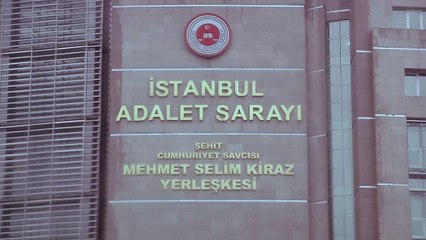 İSTANBUL
ADALET SARAYI
ŞEHİT
CUMHURİYET SAVCISI
MEHMET SELİM KİRAZ
YERLEŞKESİ